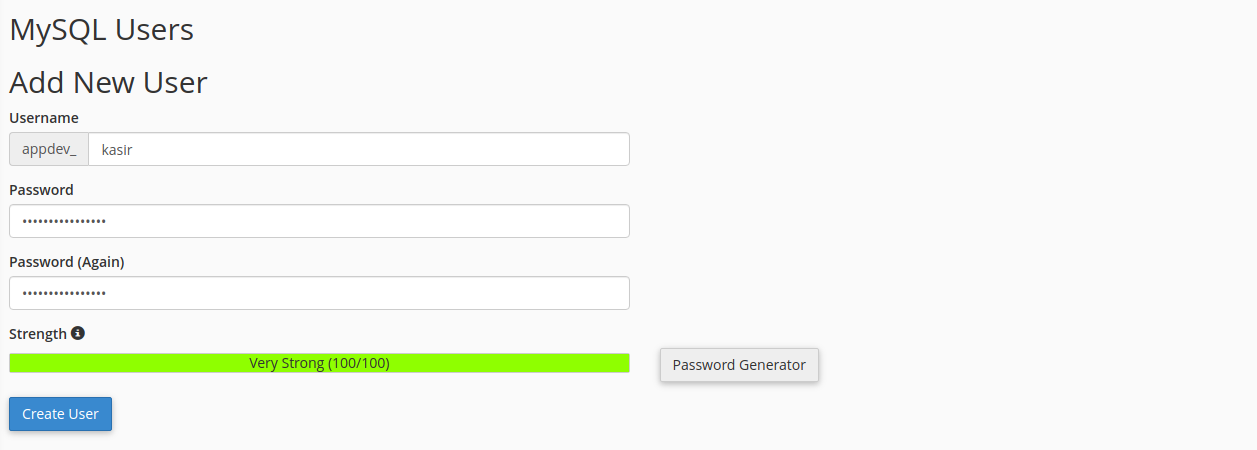 MySQL Users
Add New User
Username
appdev_ kasir
Password
••••••••••••••••
Password (Again)
••••••••••••••••
Strength
Very Strong (100/100)
Password Generator
Create User